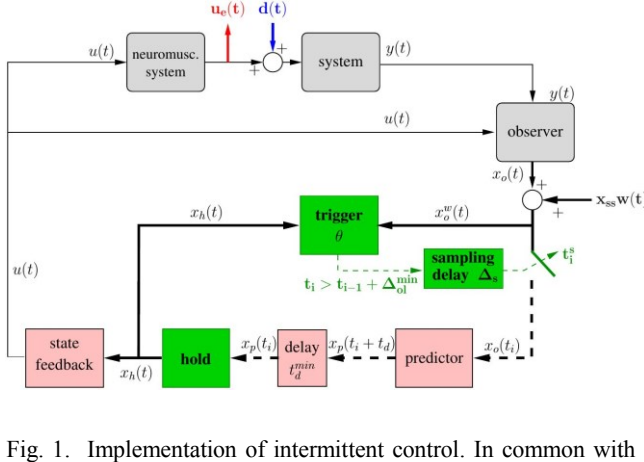 u_e(t) d(t)
u(t) neuromusc. system + + system y(t)
y(t)
u(t) observer
x_o(t) +
x_ss w(t)
+
x_h(t) trigger θ x_o^w(t)
sampling delay Δ_s t_i^s
t_i > t_{i−1} + Δ_ol^min
u(t)
state feedback x_h(t) hold x_p(t_i) delay t_d^min x_p(t_i + t_d) predictor x_o(t_i)
Fig. 1. Implementation of intermittent control. In common with